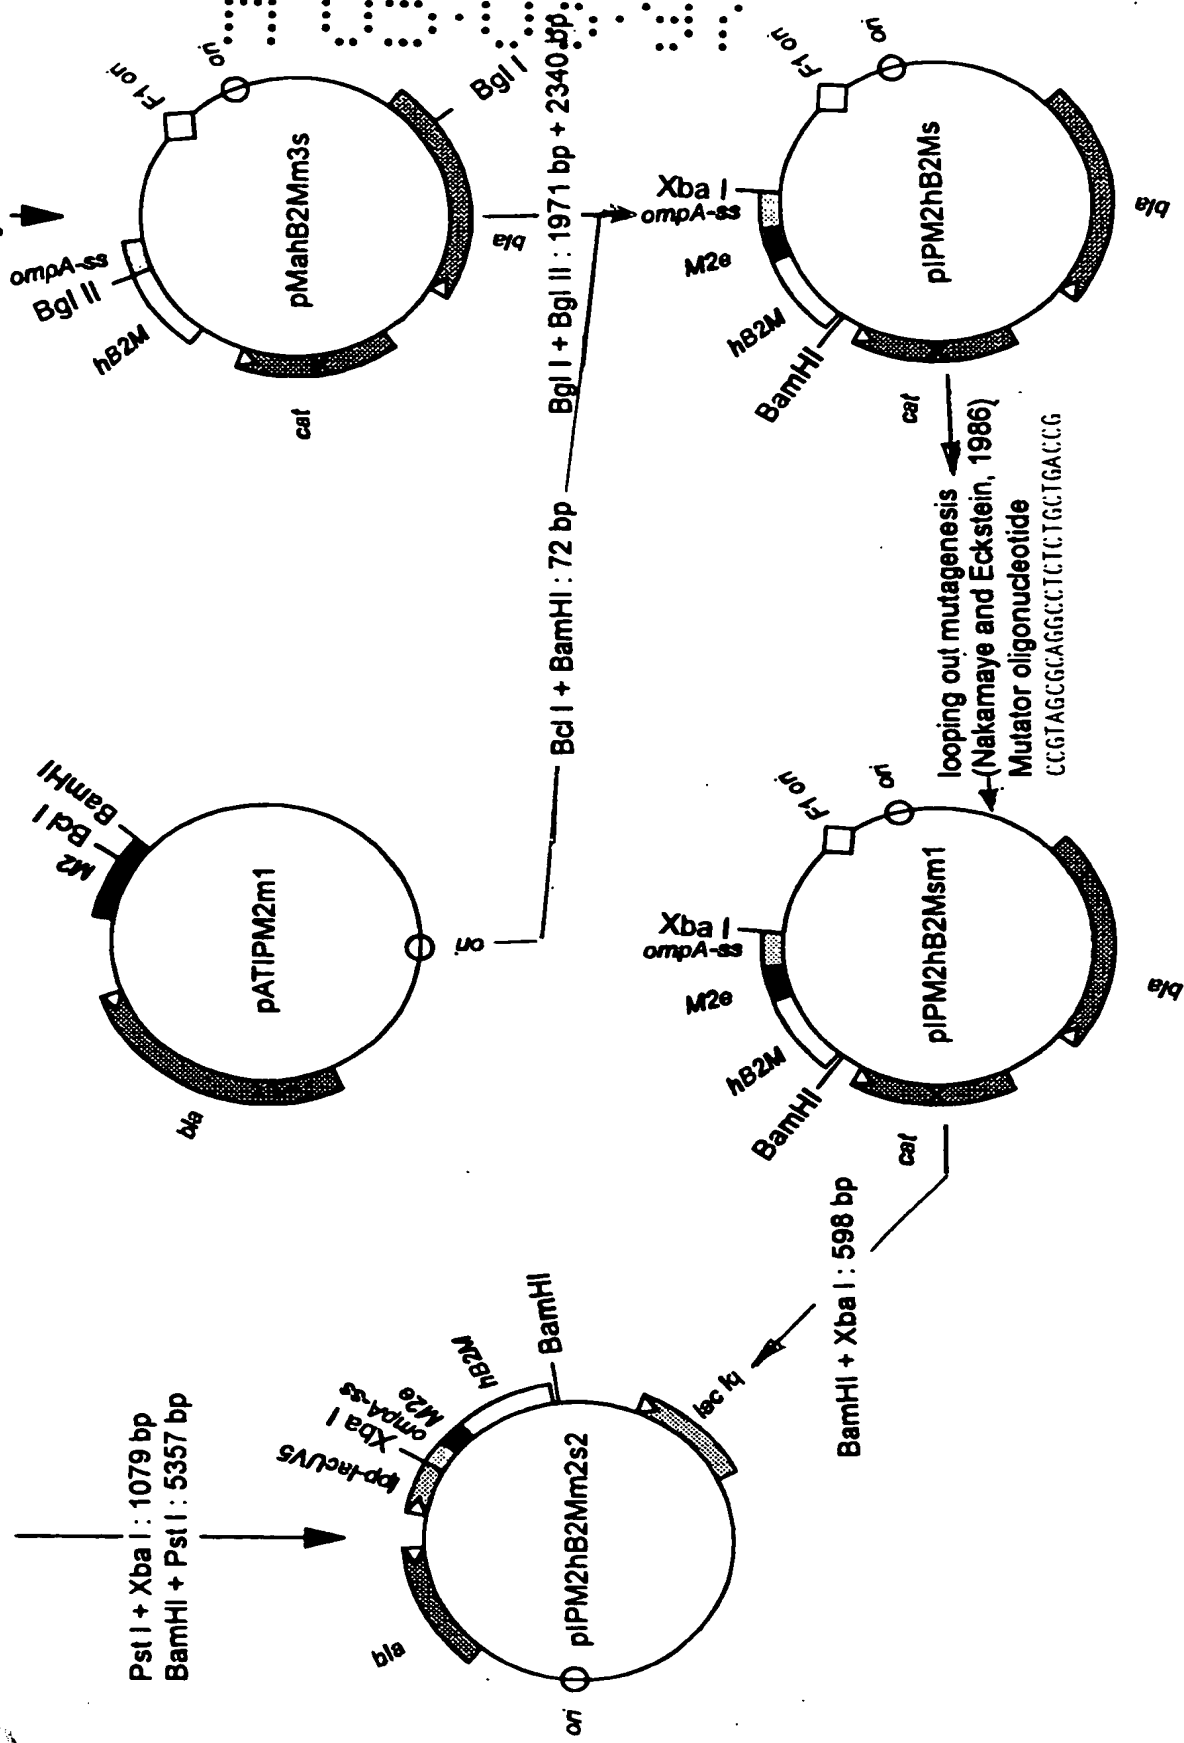 Pst I + Xba I : 1079 bp
BamHI + Pst I : 5357 bp
ori
bla
lpp-lacUV5
Xba I
ompA-ss
M2e
hB2M
BamHI
lac Iq
pIPM2hB2Mm2s2
BamHI + Xba I : 598 bp
bla
M2
Bcl I
BamHI
pATIPM2m1
ori
Bcl I + BamHI : 72 bp
ompA-ss
Bgl II
hB2M
cat
F1 ori
ori
pMahB2Mm3s
Bgl I
bla
Bgl I + Bgl II : 1971 bp + 2340 bp
Xba I
ompA-ss
M2e
hB2M
BamHI
cat
F1 ori
ori
pIPM2hB2Ms
bla
looping out mutagenesis
(Nakamaye and Eckstein, 1986)
Mutator oligonucleotide
CCGTAGCGCAGGCCTCTCTGCTGACCG
Xba I
ompA-ss
M2e
hB2M
BamHI
cat
F1 ori
ori
pIPM2hB2Msm1
bla